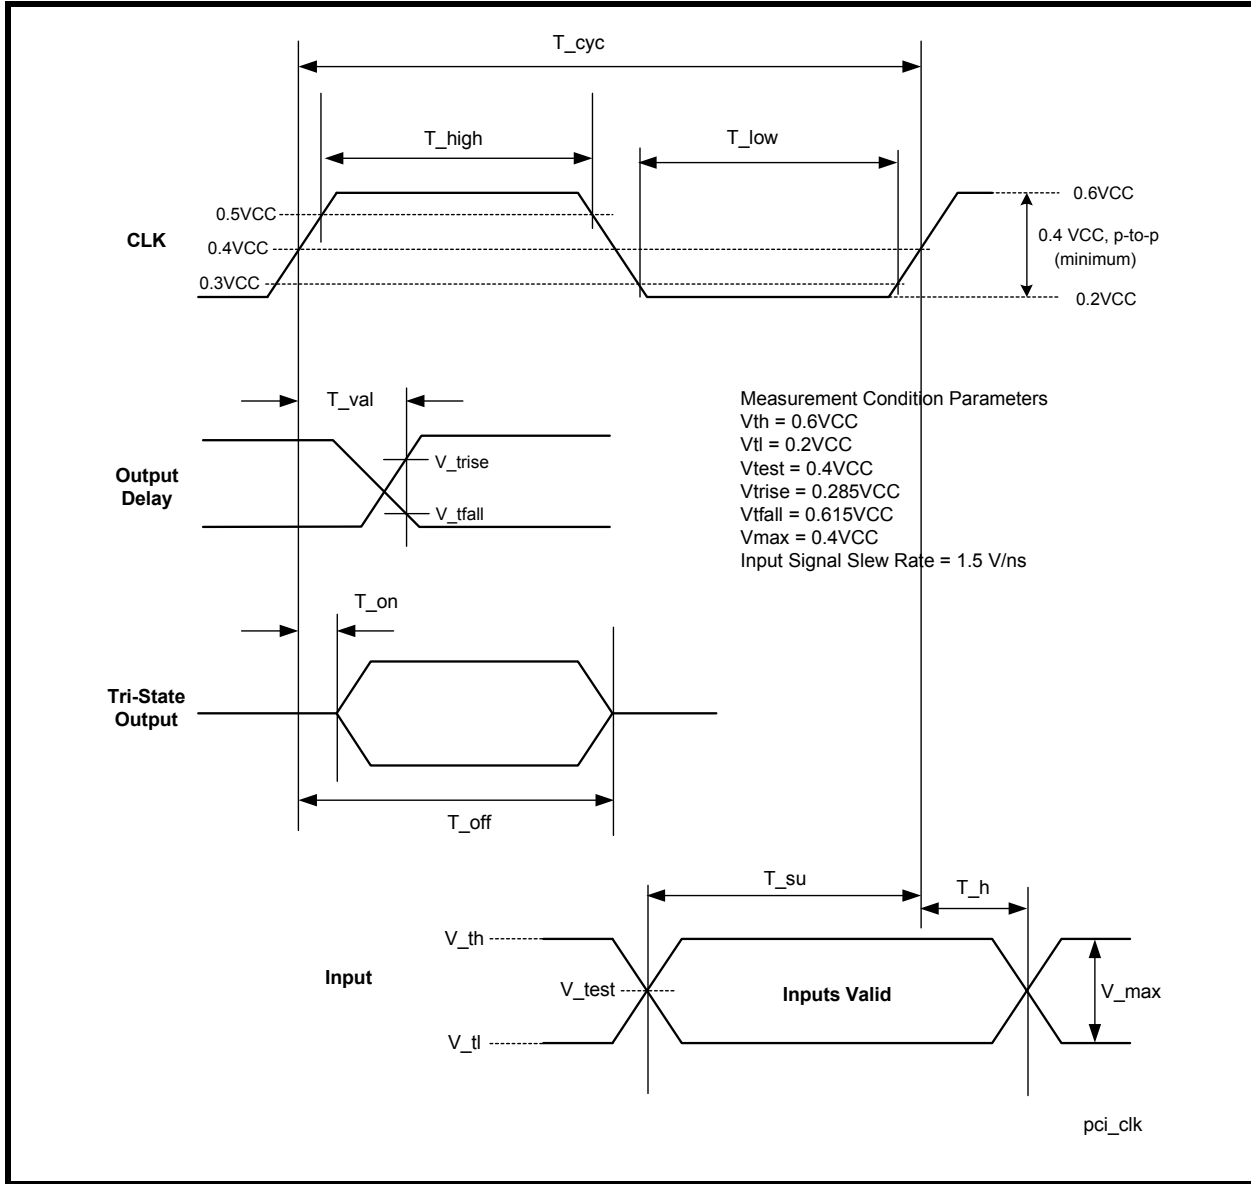 T_cyc
T_high
T_low
0.5VCC
0.6VCC
CLK
0.4VCC
0.4 VCC, p-to-p
(minimum)
0.3VCC
0.2VCC
T_val
Measurement Condition Parameters
Vth = 0.6VCC
Vtl = 0.2VCC
Vtest = 0.4VCC
Vtrise = 0.285VCC
Vtfall = 0.615VCC
Vmax = 0.4VCC
Input Signal Slew Rate = 1.5 V/ns
Output
Delay
V_trise
V_tfall
T_on
Tri-State
Output
T_off
T_su
T_h
V_th
Input
V_test
Inputs Valid
V_max
V_tl
pci_clk